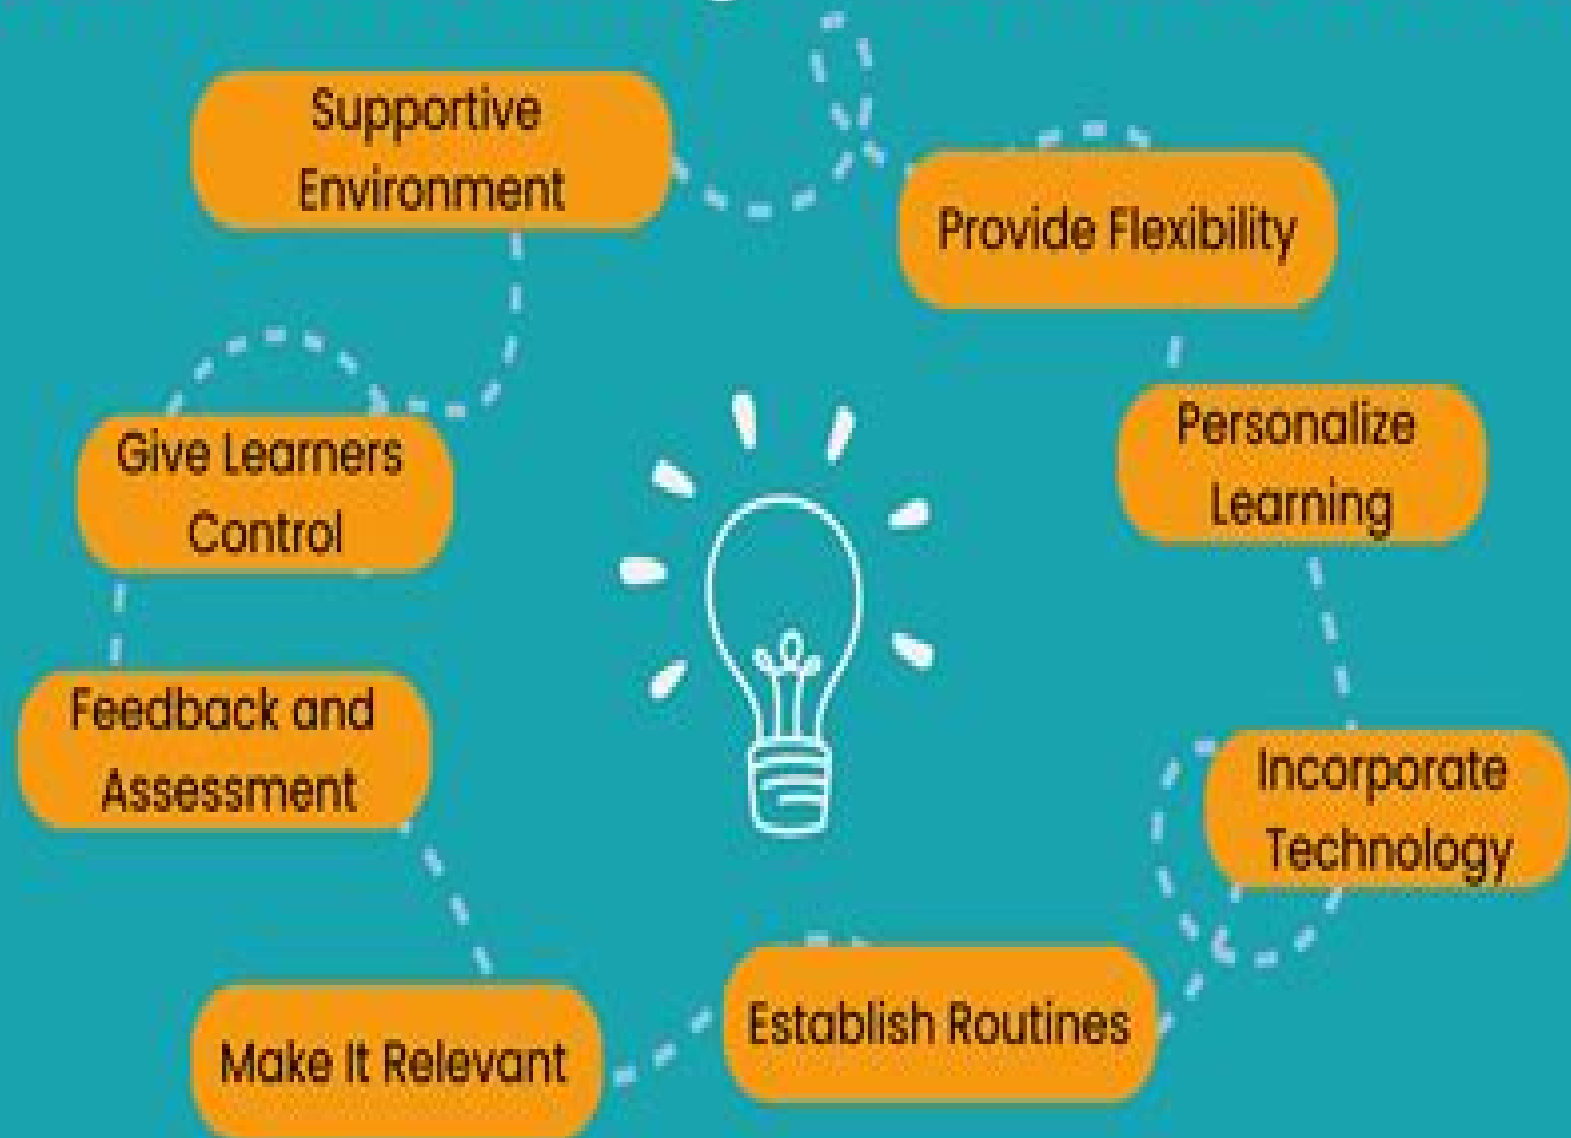 Supportive
Environment
Provide Flexibility
Give Learners
Control
Personalize
Learning
Feedback and
Assessment
Incorporate
Technology
Make It Relevant
Establish Routines